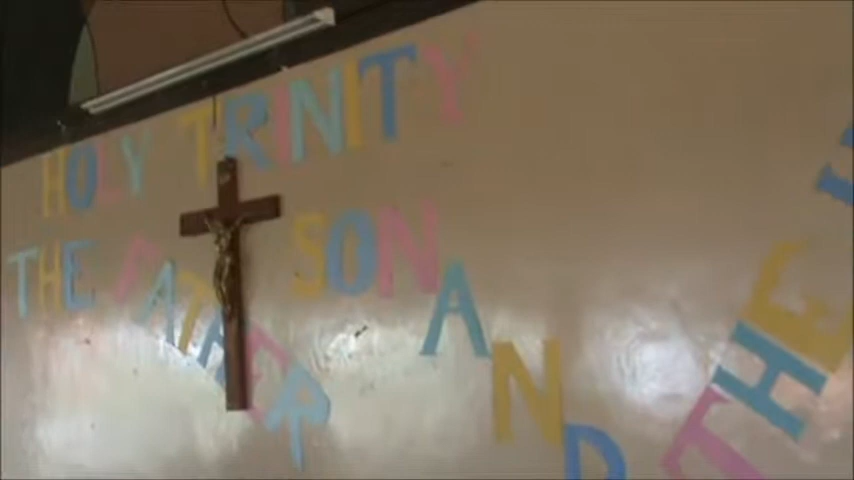 HOLY TRINITY
THE FATHER SON AND THE